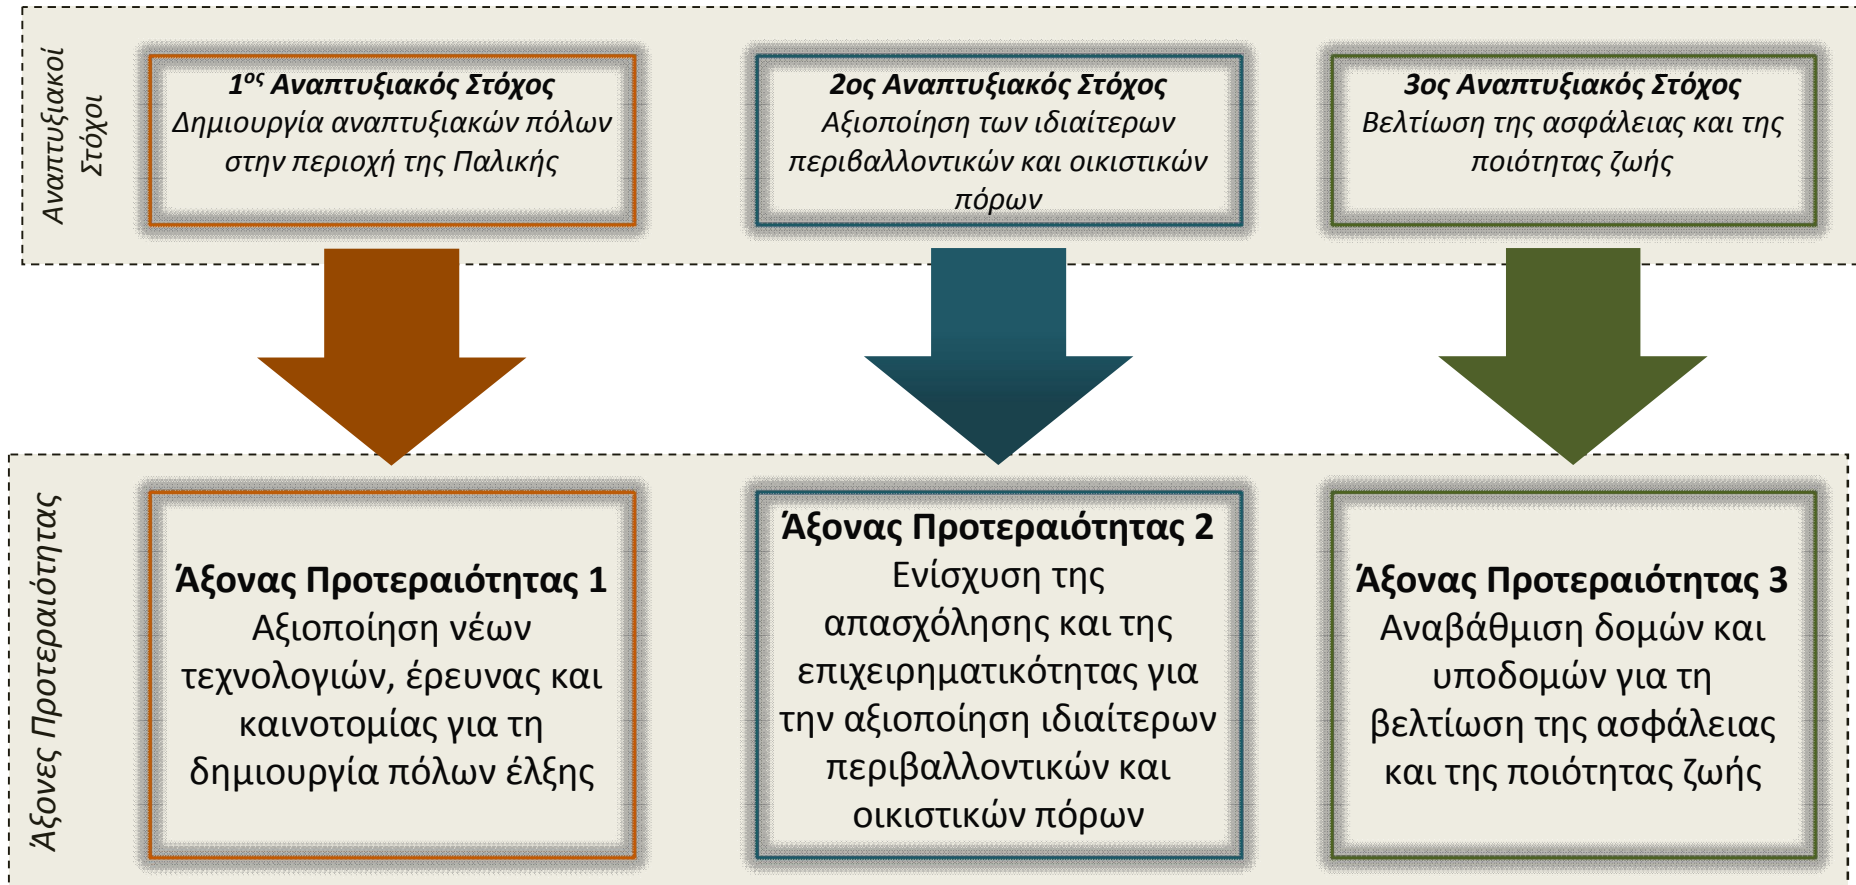 Αναπτυξιακοί
Στόχοι
1ος Αναπτυξιακός Στόχος
Δημιουργία αναπτυξιακών πόλων
στην περιοχή της Παλικής
2ος Αναπτυξιακός Στόχος
Αξιοποίηση των ιδιαίτερων
περιβαλλοντικών και οικιστικών
πόρων
3ος Αναπτυξιακός Στόχος
Βελτίωση της ασφάλειας και της
ποιότητας ζωής
Άξονες Προτεραιότητας
Άξονας Προτεραιότητας 1
Αξιοποίηση νέων
τεχνολογιών, έρευνας και
καινοτομίας για τη
δημιουργία πόλων έλξης
Άξονας Προτεραιότητας 2
Ενίσχυση της
απασχόλησης και της
επιχειρηματικότητας για
την αξιοποίηση ιδιαίτερων
περιβαλλοντικών και
οικιστικών πόρων
Άξονας Προτεραιότητας 3
Αναβάθμιση δομών και
υποδομών για τη
βελτίωση της ασφάλειας
και της ποιότητας ζωής